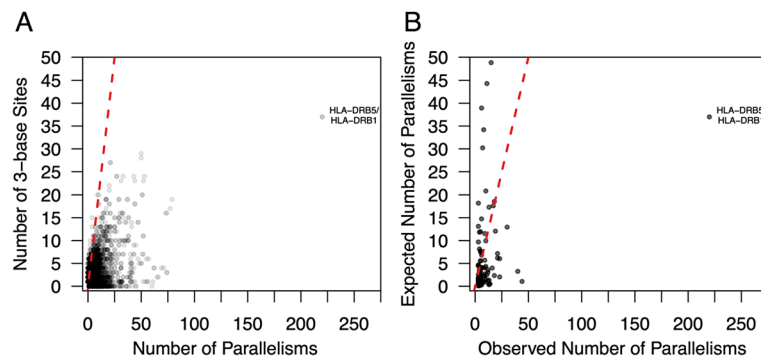 A
B
Number of 3-base Sites
50
45
40
35
30
25
20
15
10
5
0
HLA-DRB5/
HLA-DRB1
0 50 100 150 200 250
Number of Parallelisms
Expected Number of Parallelisms
50
45
40
35
30
25
20
15
10
5
0
HLA-DRB5
HLA-DRB1
0 50 100 150 200 250
Observed Number of Parallelisms